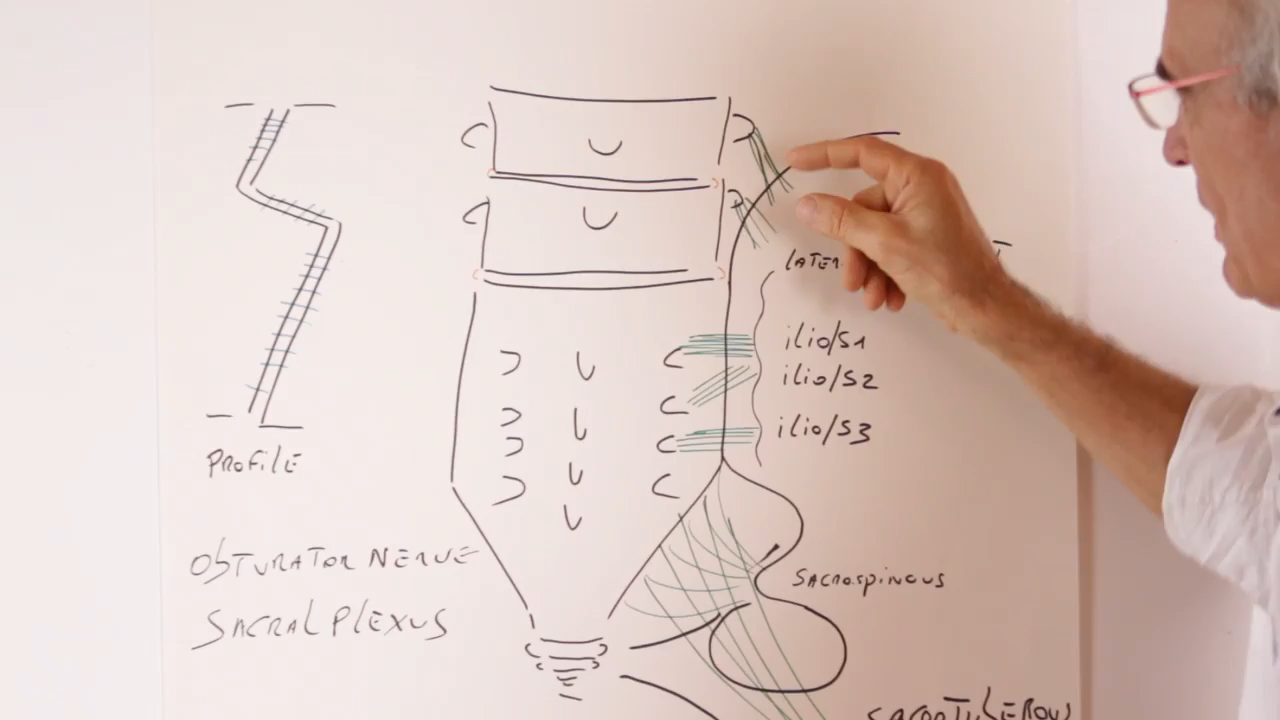 ilio/S1
ilio/S2
ilio/S3
PROFILE
OBTURATOR NERVE
SACRAL PLEXUS
SACROSPINOUS